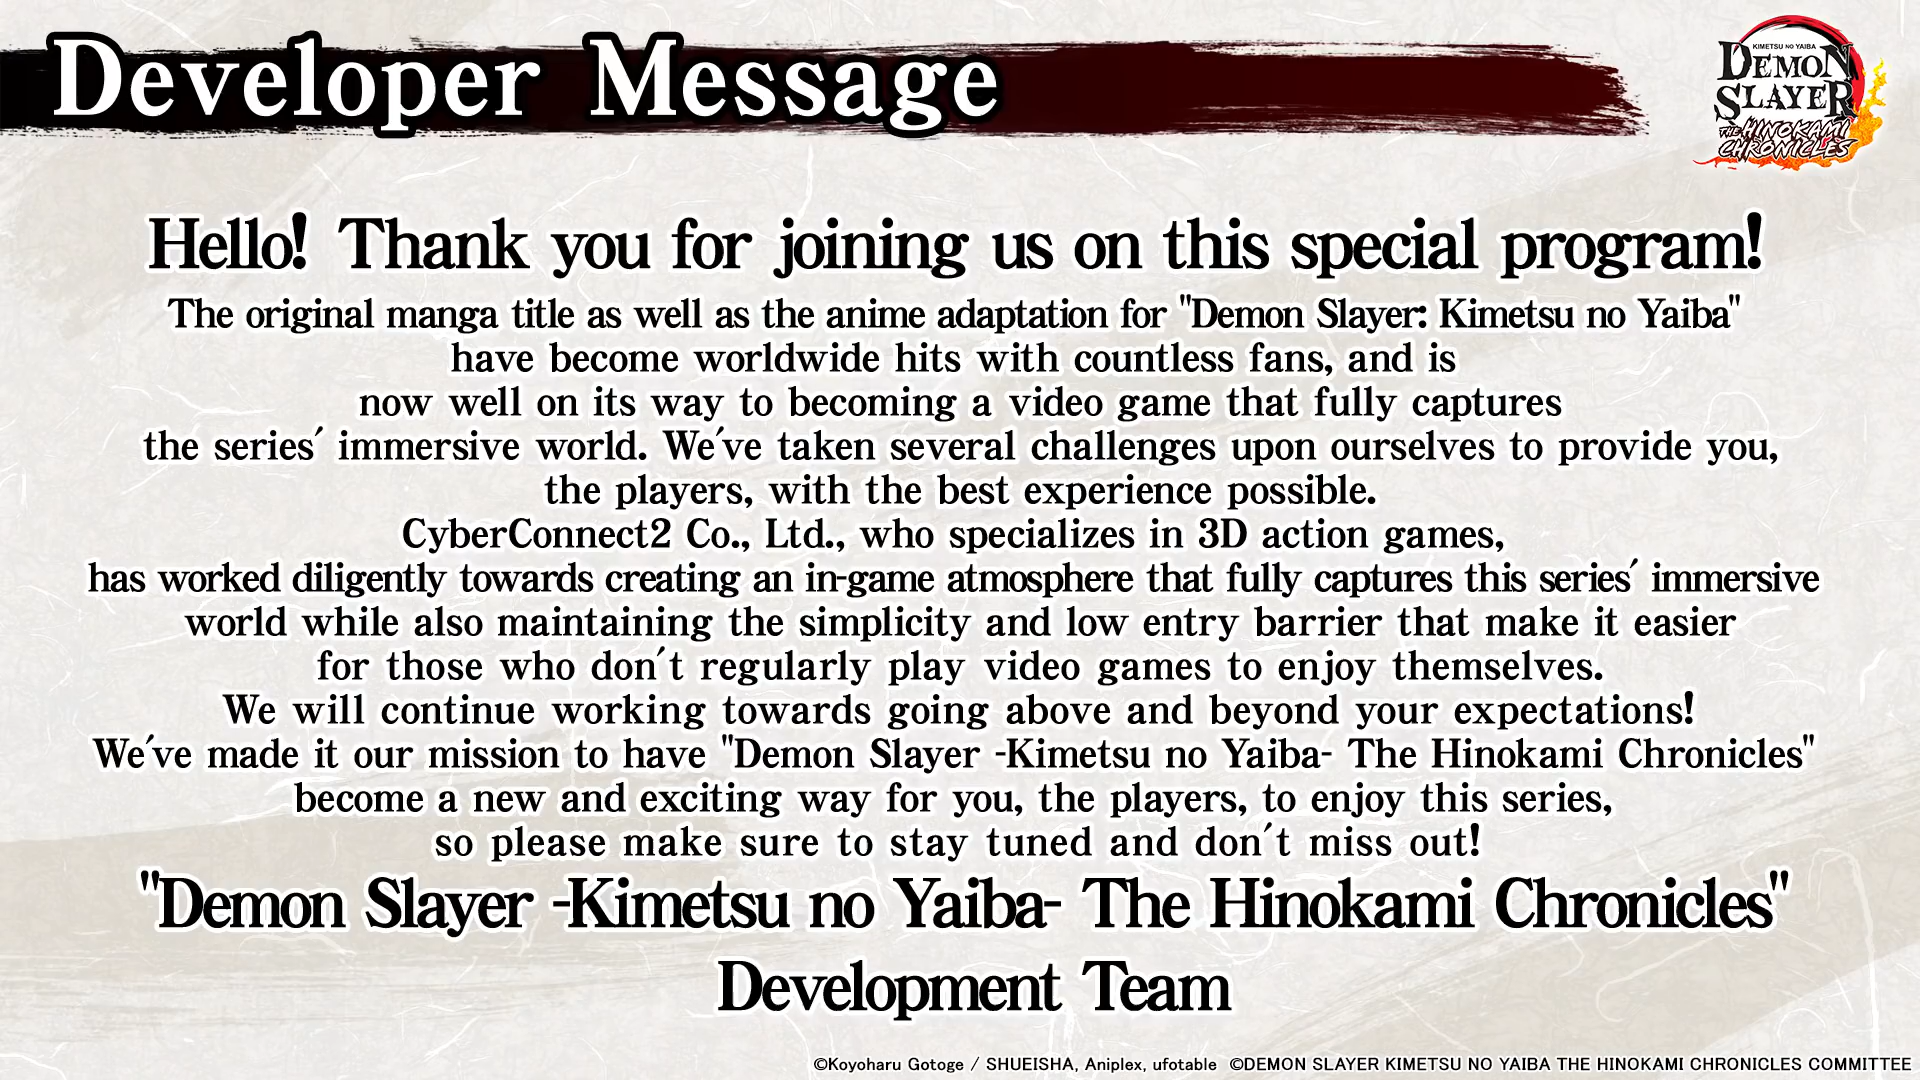 Developer Message
KIMETSU NO YAIBA
DEMON
SLAYER
THE HINOKAMI
CHRONICLES
Hello! Thank you for joining us on this special program!
The original manga title as well as the anime adaptation for "Demon Slayer: Kimetsu no Yaiba"
have become worldwide hits with countless fans, and is
now well on its way to becoming a video game that fully captures
the series' immersive world. We've taken several challenges upon ourselves to provide you,
the players, with the best experience possible.
CyberConnect2 Co., Ltd., who specializes in 3D action games,
has worked diligently towards creating an in-game atmosphere that fully captures this series' immersive
world while also maintaining the simplicity and low entry barrier that make it easier
for those who don't regularly play video games to enjoy themselves.
We will continue working towards going above and beyond your expectations!
We've made it our mission to have "Demon Slayer -Kimetsu no Yaiba- The Hinokami Chronicles"
become a new and exciting way for you, the players, to enjoy this series,
so please make sure to stay tuned and don't miss out!
"Demon Slayer -Kimetsu no Yaiba- The Hinokami Chronicles"
Development Team
©Koyoharu Gotoge / SHUEISHA, Aniplex, ufotable ©DEMON SLAYER KIMETSU NO YAIBA THE HINOKAMI CHRONICLES COMMITTEE